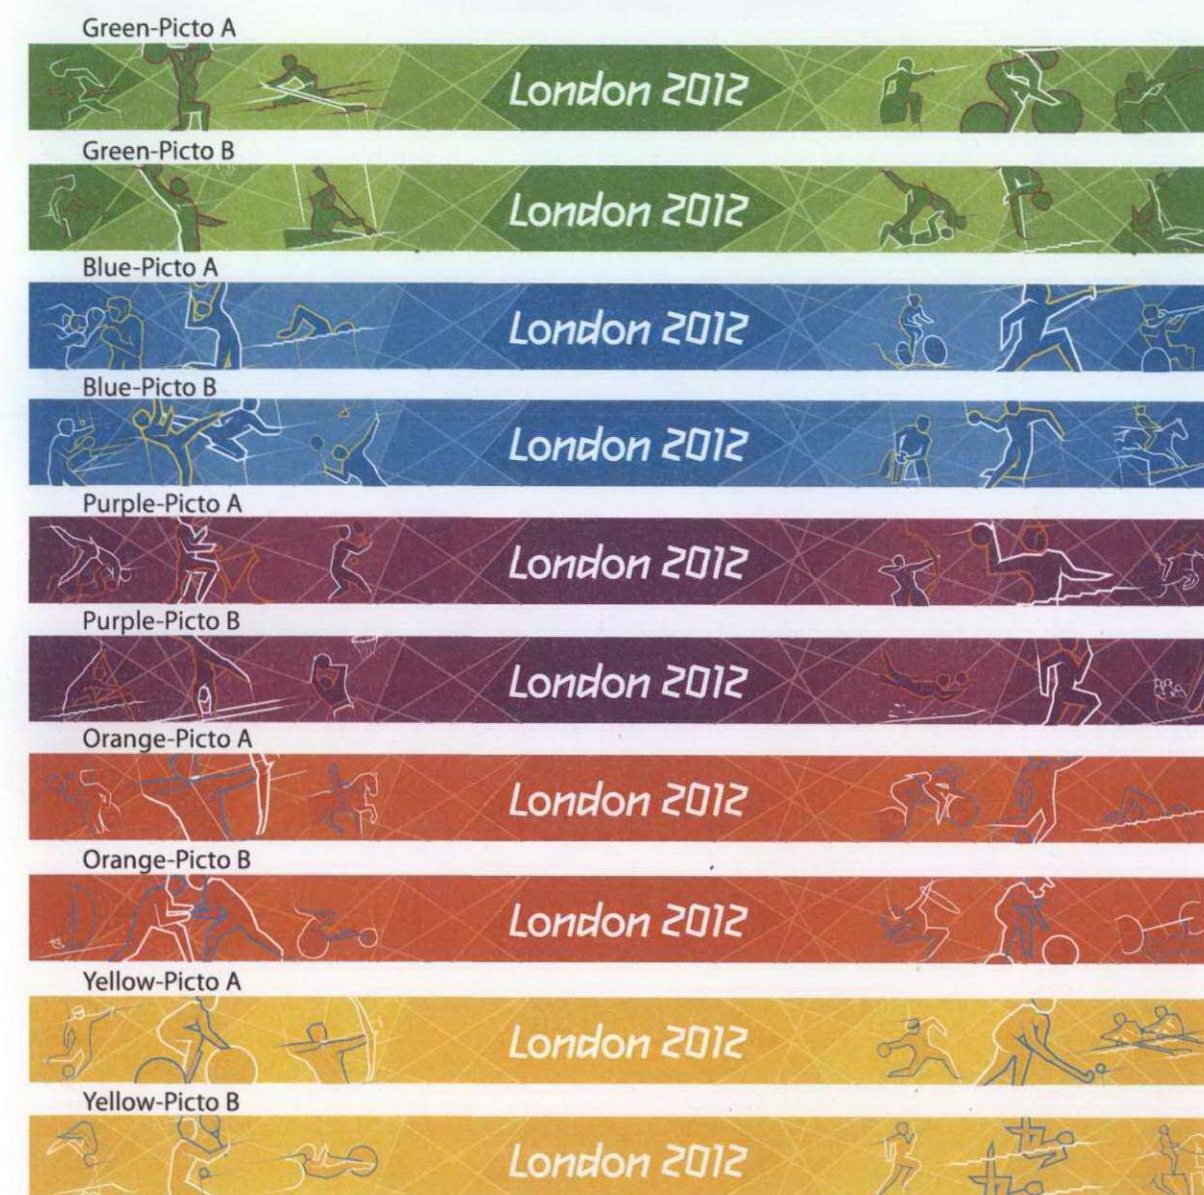 Green-Picto A
London 2012
Green-Picto B
London 2012
Blue-Picto A
London 2012
Blue-Picto B
London 2012
Purple-Picto A
London 2012
Purple-Picto B
London 2012
Orange-Picto A
London 2012
Orange-Picto B
London 2012
Yellow-Picto A
London 2012
Yellow-Picto B
London 2012